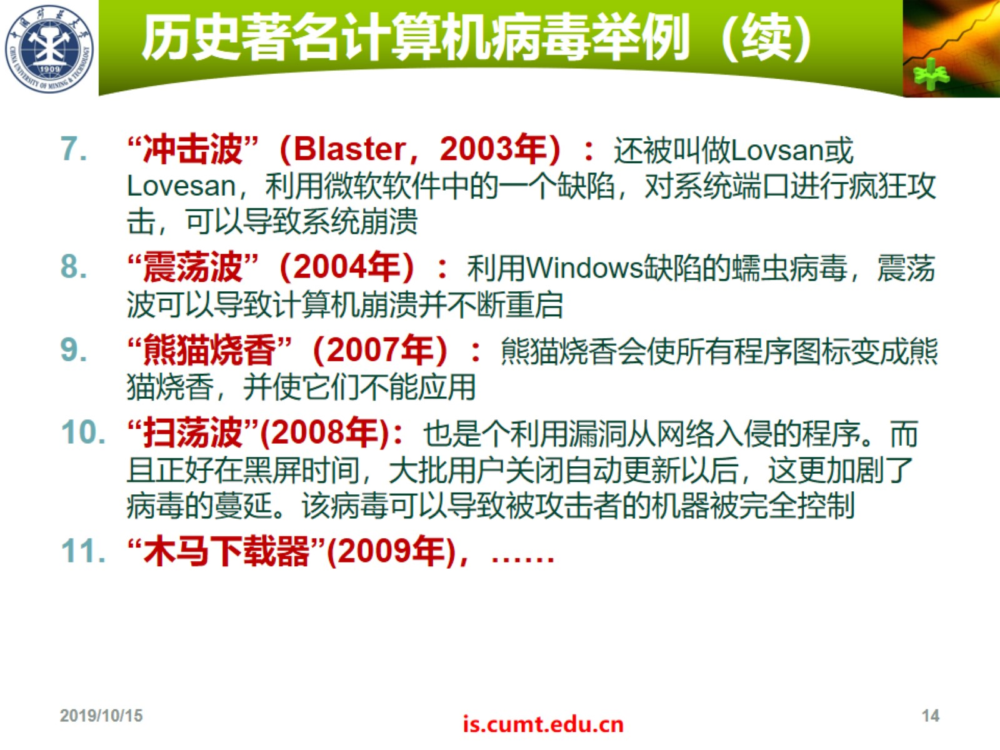 中国矿业大学
CHINA UNIVERSITY OF MINING & TECHNOLOGY
1909
历史著名计算机病毒举例（续）
7. “冲击波”（Blaster，2003年）：还被叫做Lovsan或
Lovesan，利用微软软件中的一个缺陷，对系统端口进行疯狂攻
击，可以导致系统崩溃
8. “震荡波”（2004年）：利用Windows缺陷的蠕虫病毒，震荡
波可以导致计算机崩溃并不断重启
9. “熊猫烧香”（2007年）：熊猫烧香会使所有程序图标变成熊
猫烧香，并使它们不能应用
10. “扫荡波”(2008年)：也是个利用漏洞从网络入侵的程序。而
且正好在黑屏时间，大批用户关闭自动更新以后，这更加剧了
病毒的蔓延。该病毒可以导致被攻击者的机器被完全控制
11. “木马下载器”(2009年)，……
2019/10/15
is.cumt.edu.cn
14